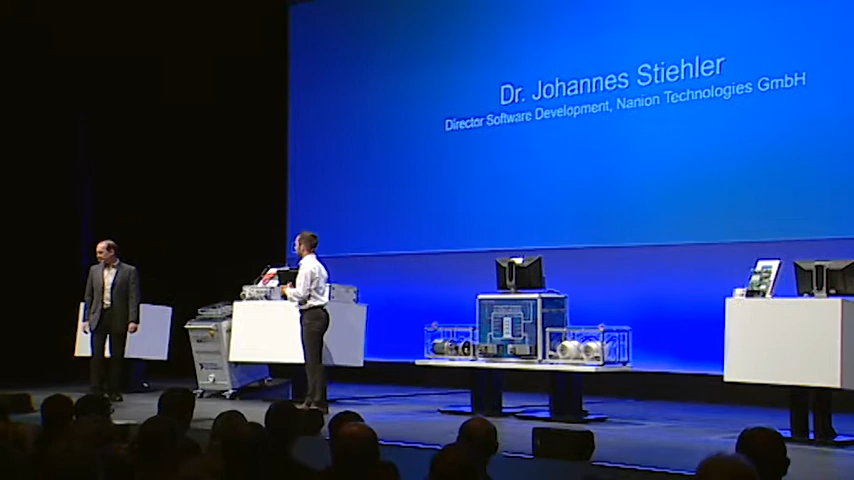 Dr. Johannes Stiehler
Director Software Development, Nanion Technologies GmbH